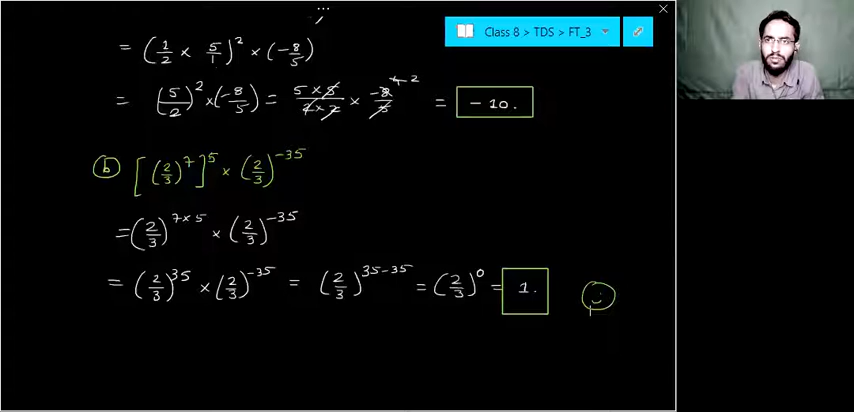 Class 8 > TDS > FT_3
= (1/2 × 5/1)² × (-8/5)
= (5/2)² × (-8/5) = 5×5/2×2 × -8/5 = -10.
(b) [(2/3)⁷]⁵ × (2/3)⁻³⁵
= (2/3)⁷ˣ⁵ × (2/3)⁻³⁵
= (2/3)³⁵ × (2/3)⁻³⁵ = (2/3)³⁵⁻³⁵ = (2/3)⁰ = 1.